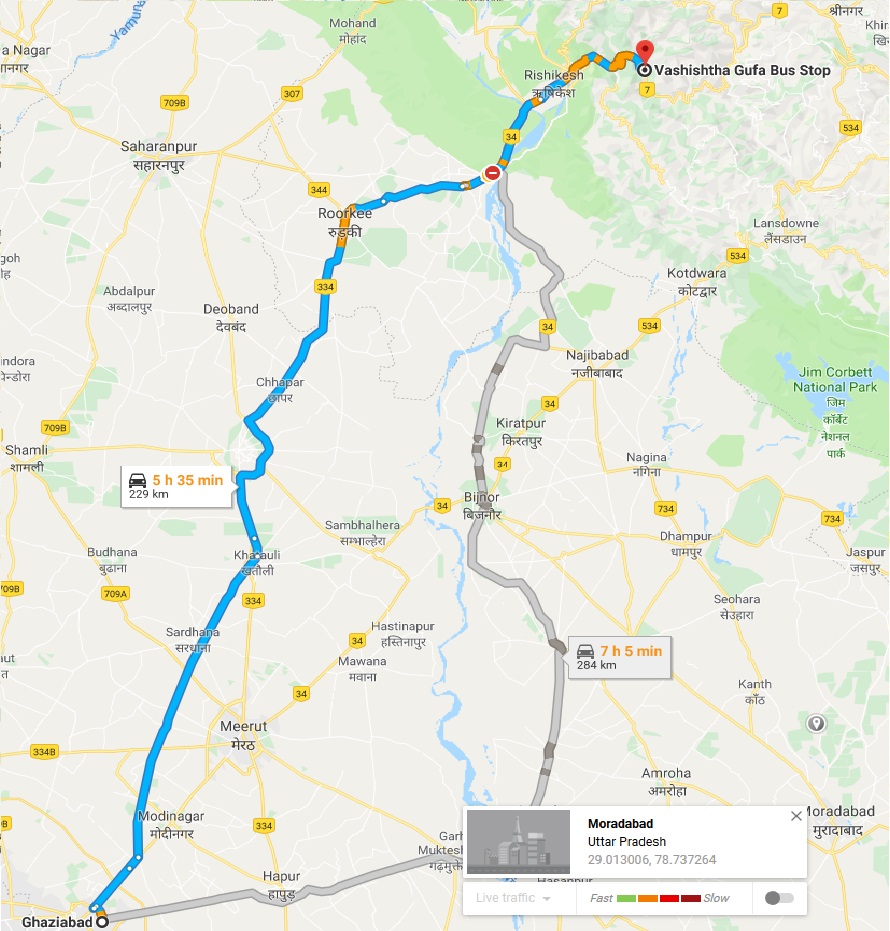 Yamuna
Mohand
मोहंद
7
श्रीनगर
a Nagar
ानगर
Rishikesh
ऋषिकेश
Vashishtha Gufa Bus Stop
7
307
709B
34
534
Saharanpur
सहारनपुर
344
Roorkee
रुड़की
Lansdowne
लैंसडाउन
534
Kotdwara
कोटद्वार
goh
ोह
334
Abdalpur
अब्दालपुर
Deoband
देवबंद
34
534
Najibabad
नजीबाबाद
indora
Jim Corbett
National Park
जिम
कॉर्बेट
नेशनल
पार्क
Chhapar
छपार
34
709B
Kiratpur
किरतपुर
Shamli
शामली
34
Nagina
नगिना
5 h 35 min
229 km
Bijnor
बिजनौर
34
734
734
Sambhalhera
सम्भाल्हेरा
Dhampur
धामपुर
Budhana
बुढाना
Khatauli
खतौली
Jaspur
जसपुर
709B
709A
334
Seohara
सेउहारा
Sardhana
सरधाना
Hastinapur
हस्तिनापुर
34
7 h 5 min
284 km
Mawana
मवाना
Kanth
काँठ
34
Meerut
मेरठ
334B
Amroha
अमरोहा
Modinagar
मोदीनगर
334
Moradabad
Uttar Pradesh
29.013006, 78.737264
Moradabad
मुरादाबाद
Garh
Mukteshw
गढ़मुक्ते
Hapur
हापुड़
Hasanpur
Live traffic
Fast
Slow
Ghaziabad